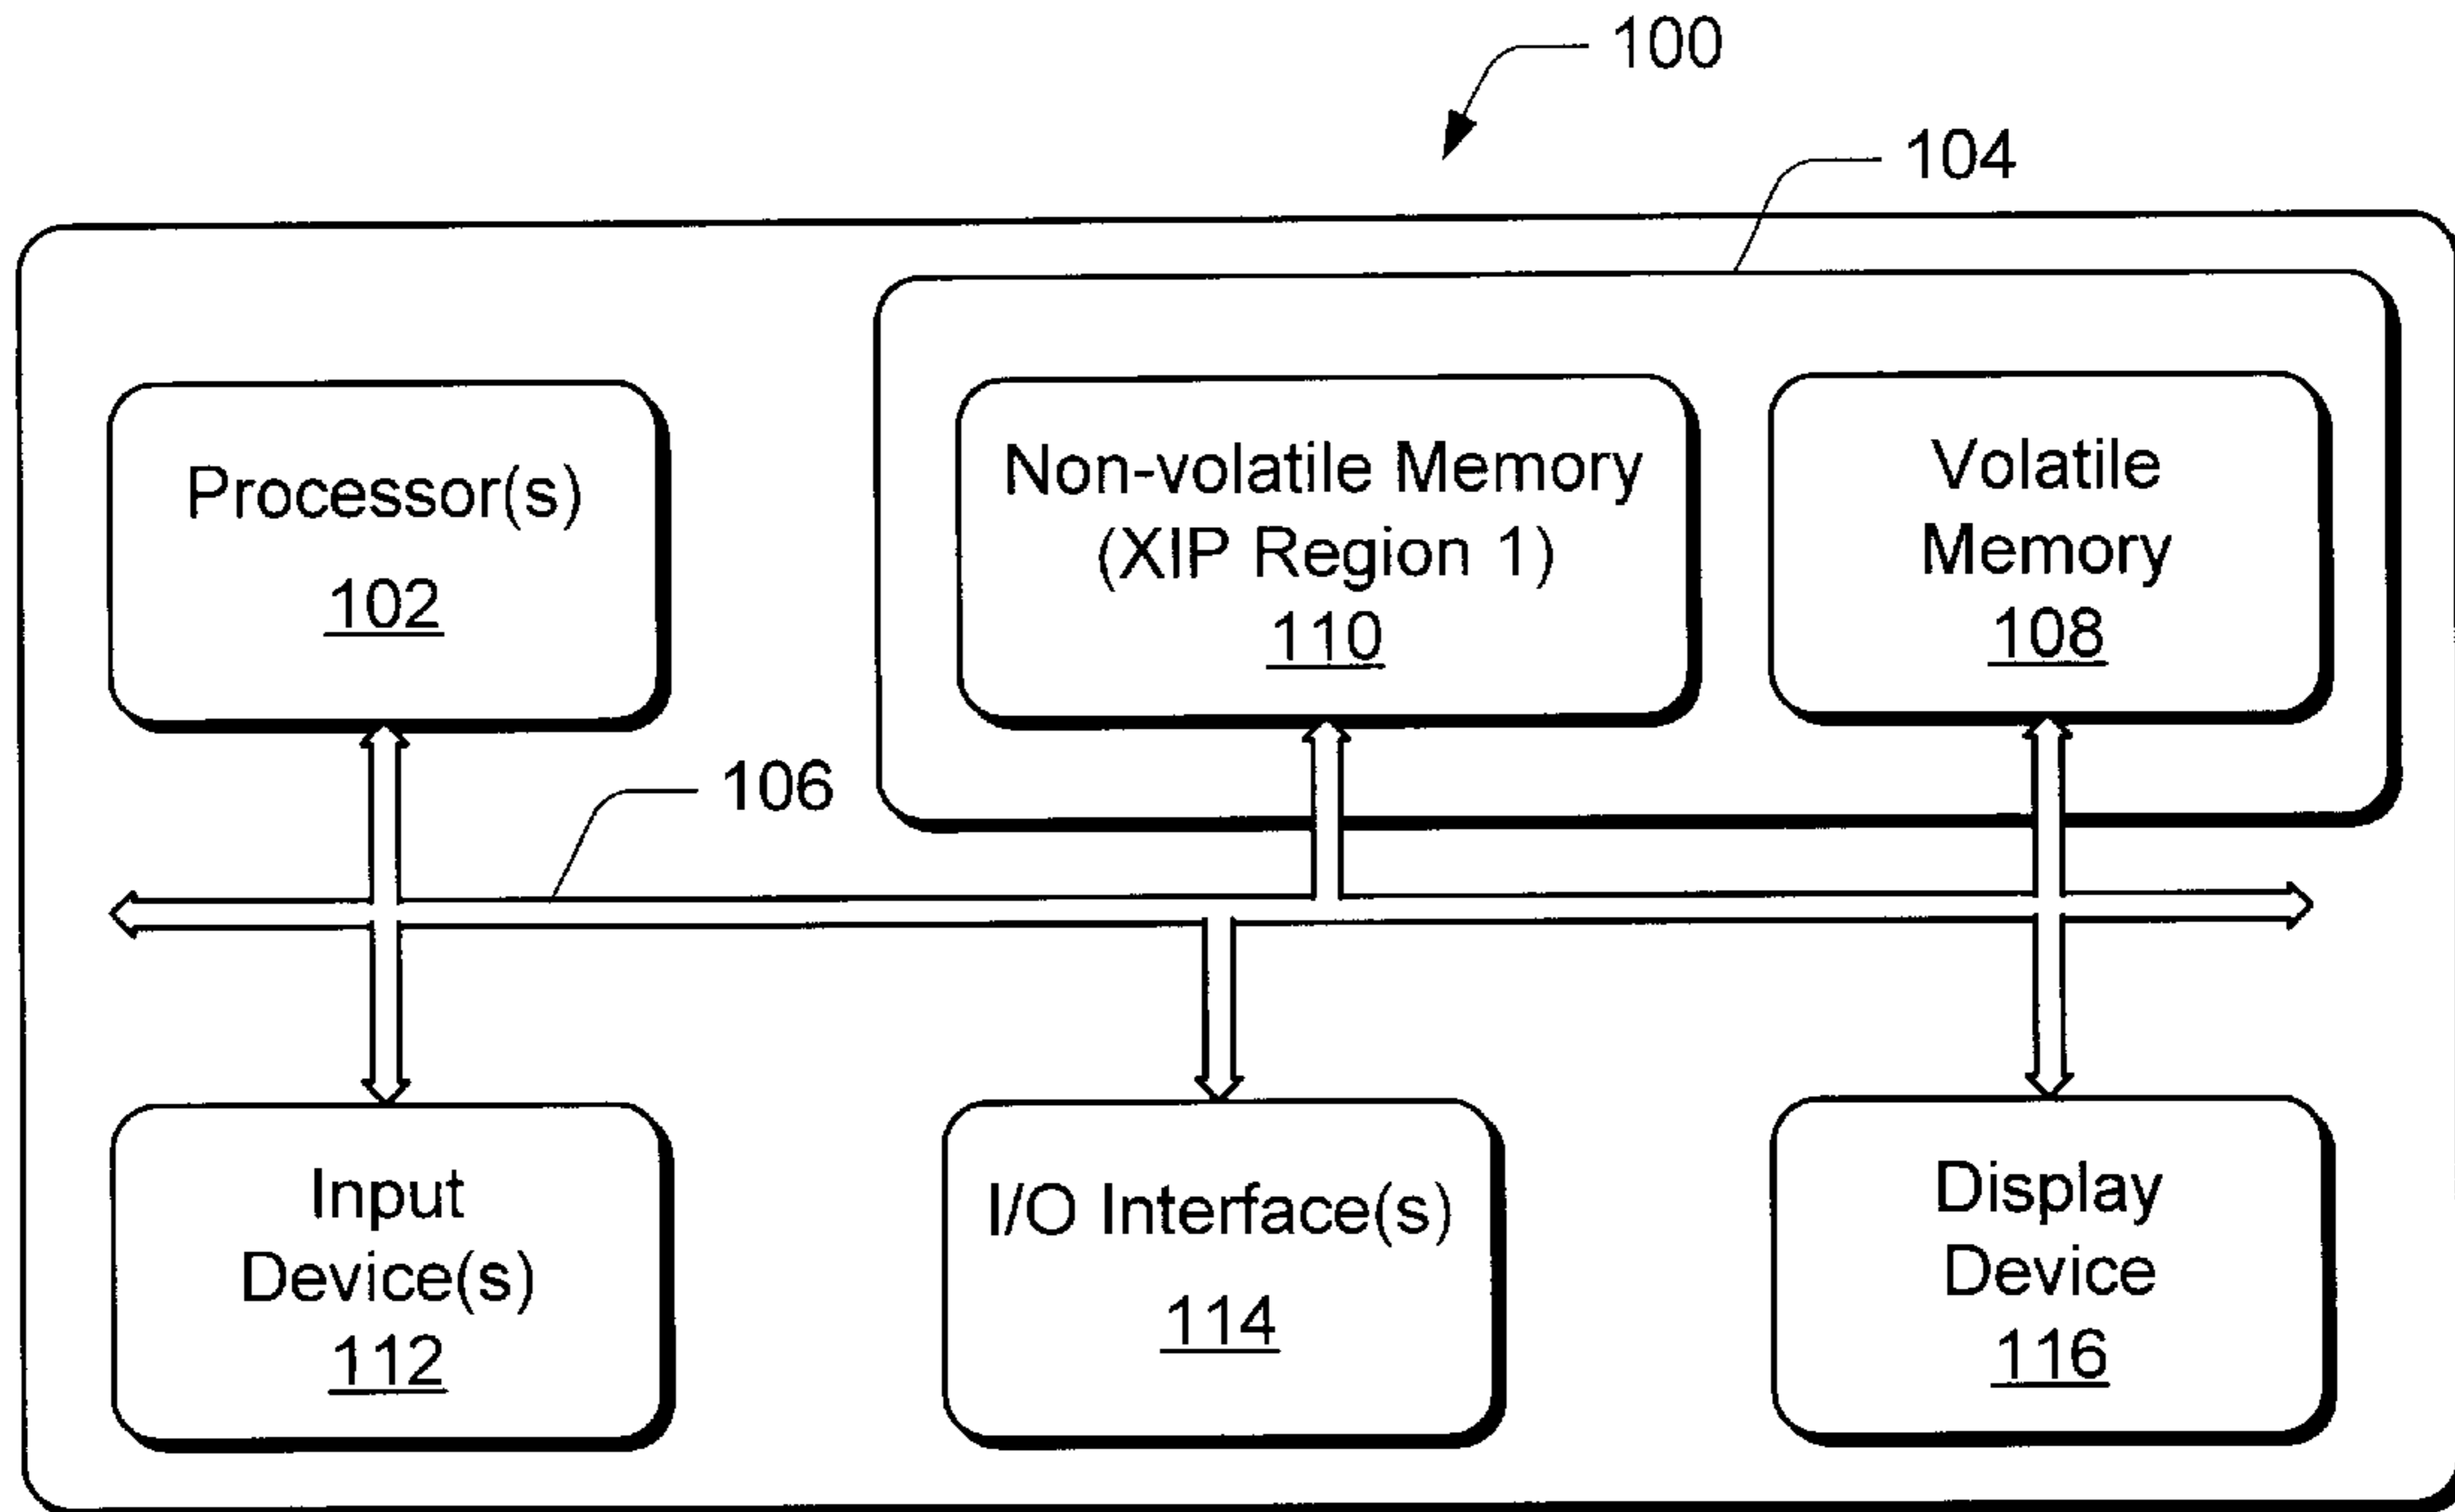 100
104
Processor(s)
102
Non-volatile Memory
(XIP Region 1)
110
Volatile
Memory
108
106
Input
Device(s)
112
I/O Interface(s)
114
Display
Device
116